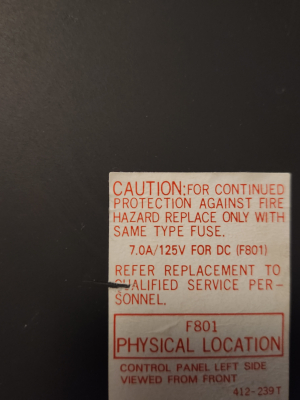 CAUTION:FOR CONTINUED
PROTECTION AGAINST FIRE
HAZARD REPLACE ONLY WITH
SAME TYPE FUSE.
7.0A/125V FOR DC (F801)
REFER REPLACEMENT TO
QUALIFIED SERVICE PER-
SONNEL.
F801
PHYSICAL LOCATION
CONTROL PANEL LEFT SIDE
VIEWED FROM FRONT
412-239T